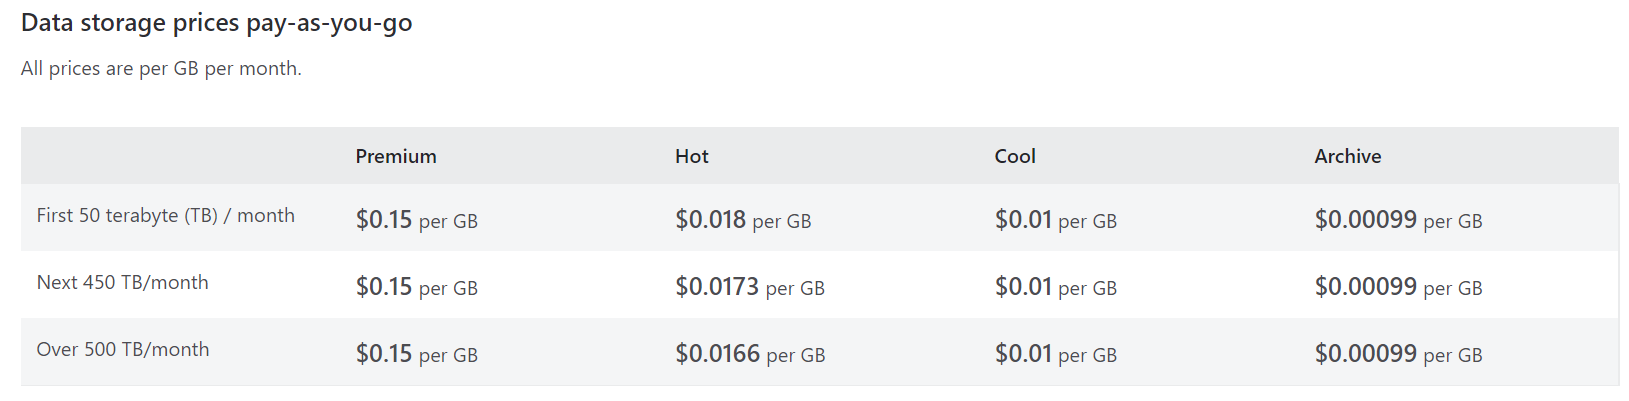 Data storage prices pay-as-you-go
All prices are per GB per month.
Premium Hot Cool Archive
First 50 terabyte (TB) / month $0.15 per GB $0.018 per GB $0.01 per GB $0.00099 per GB
Next 450 TB/month $0.15 per GB $0.0173 per GB $0.01 per GB $0.00099 per GB
Over 500 TB/month $0.15 per GB $0.0166 per GB $0.01 per GB $0.00099 per GB